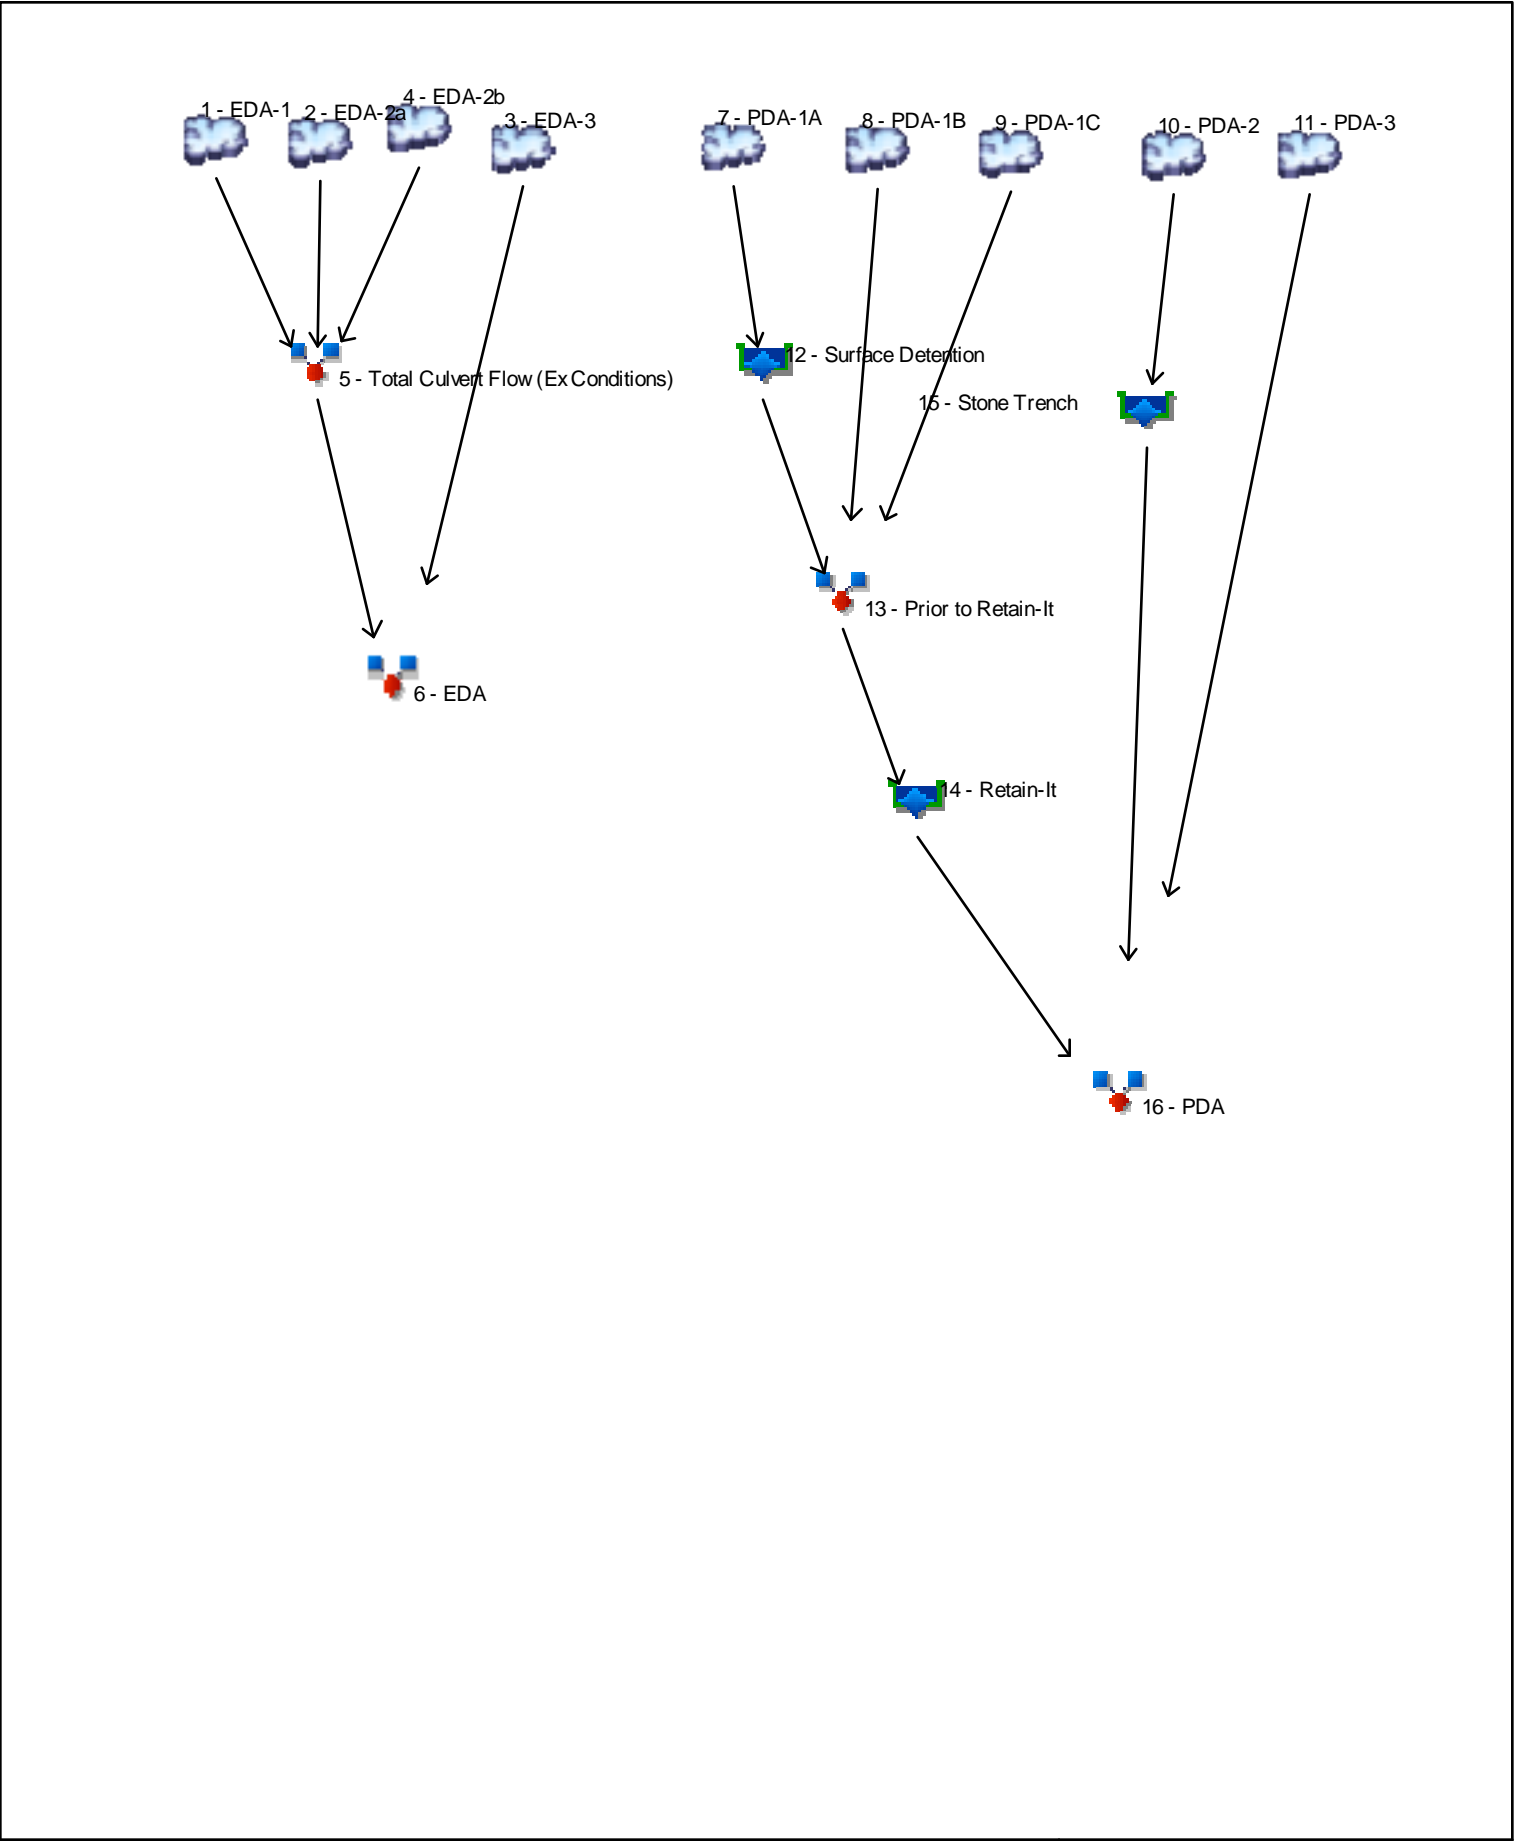 1 - EDA-1
2 - EDA-2a
4 - EDA-2b
3 - EDA-3
7 - PDA-1A
8 - PDA-1B
9 - PDA-1C
10 - PDA-2
11 - PDA-3
12 - Surface Detention
5 - Total Culvert Flow (Ex Conditions)
15 - Stone Trench
13 - Prior to Retain-It
6 - EDA
14 - Retain-It
16 - PDA